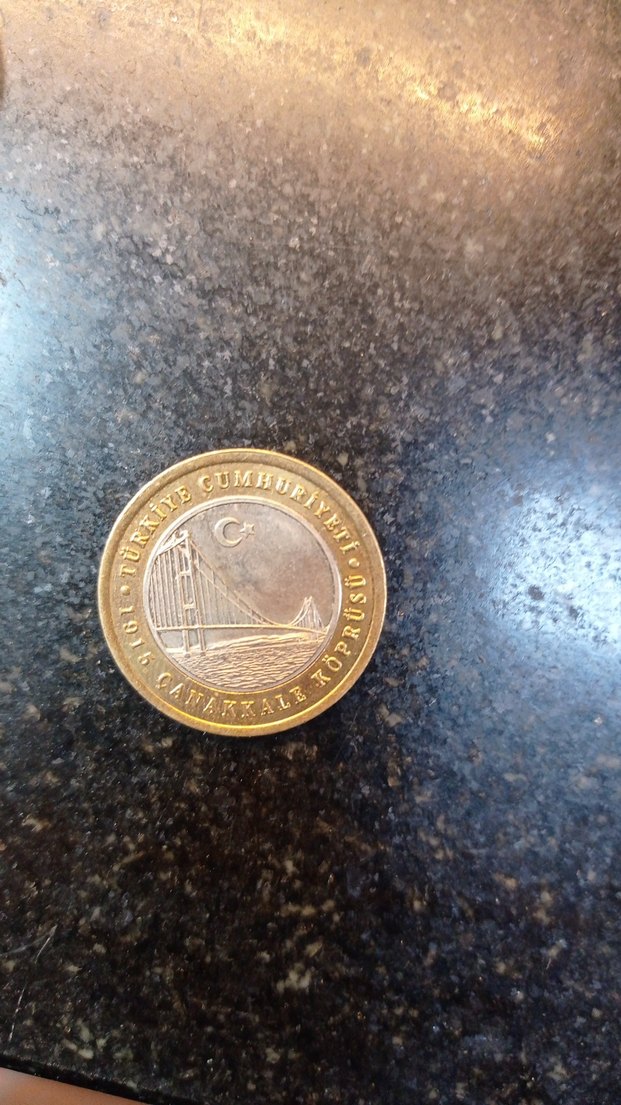 TÜRKİYE CUMHURİYETİ
1915 ÇANAKKALE KÖPRÜSÜ